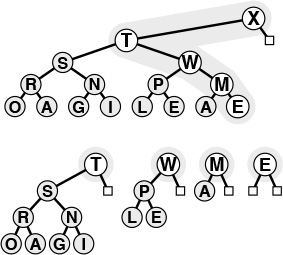 X
T
S W
R N P M
O A G I L E A E
T W M E
S P A
R N L E
O A G I